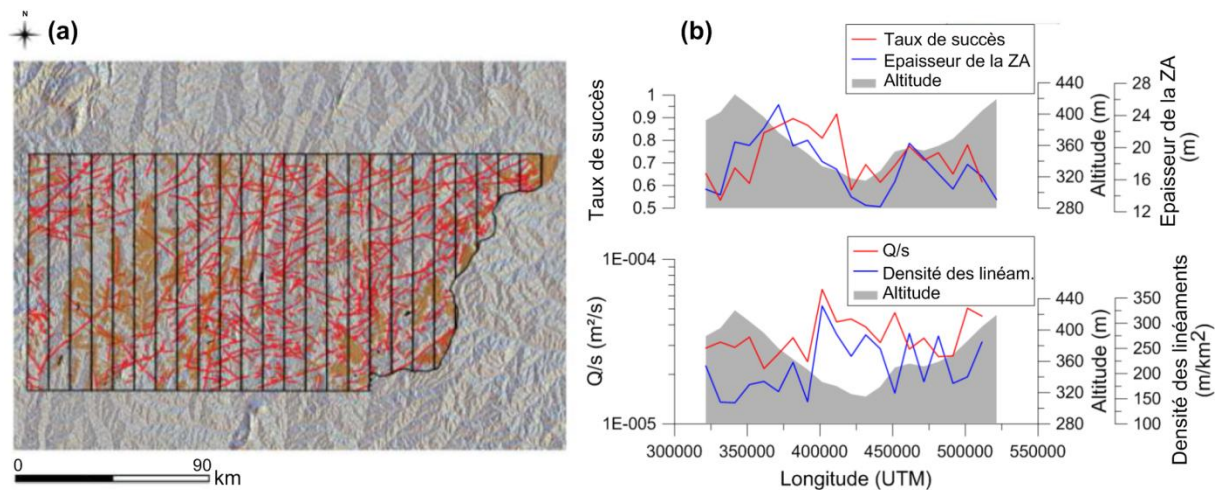 N
(a)
0 90
km
(b)
Taux de succès
Epaisseur de la ZA
Altitude
Taux de succès
1
0.9
0.8
0.7
0.6
0.5
440
400
360
320
280
Altitude (m)
28
24
20
16
12
Epaisseur de la ZA
(m)
Q/s
Densité des linéam.
Altitude
Q/s (m²/s)
1E-004
1E-005
440
400
360
320
280
Altitude (m)
350
300
250
200
150
100
Densité des linéaments
(m/km²)
300000 350000 400000 450000 500000 550000
Longitude (UTM)